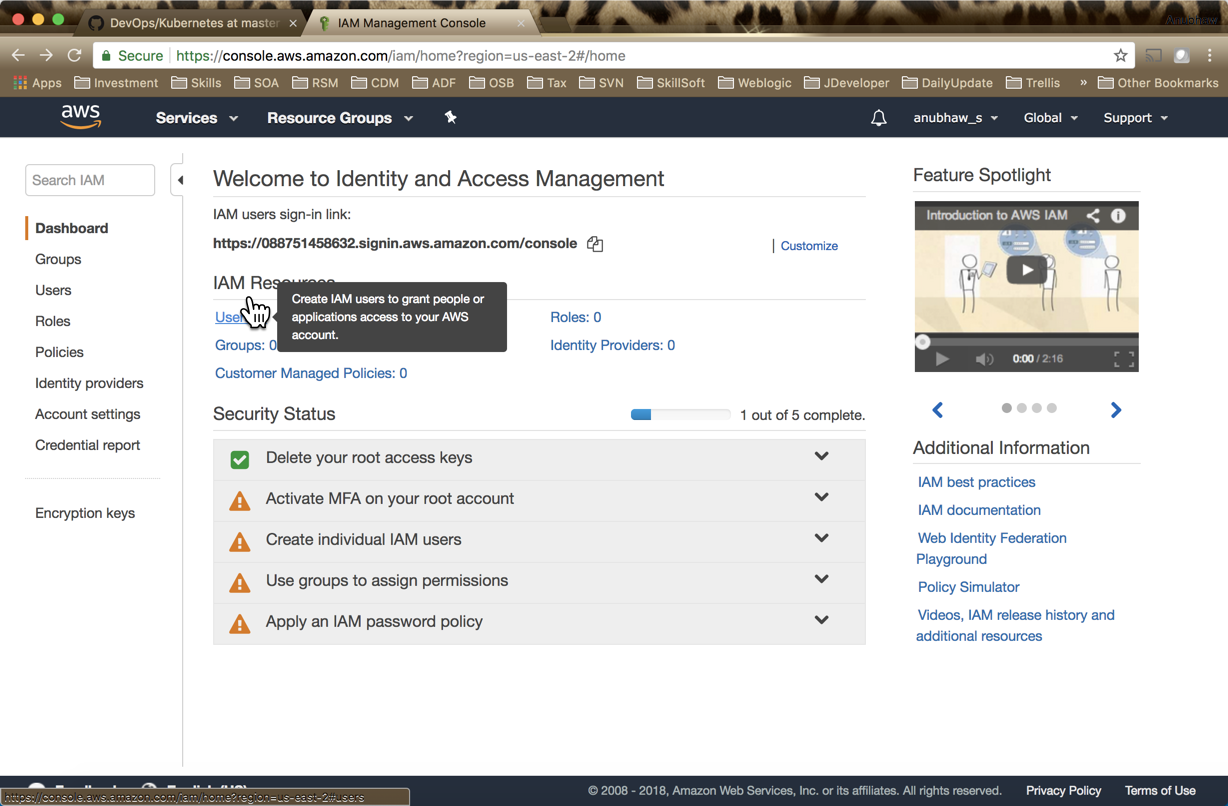 DevOps/Kubernetes at master
IAM Management Console
Secure
https://console.aws.amazon.com/iam/home?region=us-east-2#/home
Apps Investment Skills SOA RSM CDM ADF OSB Tax SVN SkillSoft Weblogic JDeveloper DailyUpdate Trellis » Other Bookmarks
aws Services Resource Groups anubhaw_s Global Support
Search IAM
Dashboard
Groups
Users
Roles
Policies
Identity providers
Account settings
Credential report
Encryption keys
Welcome to Identity and Access Management
IAM users sign-in link:
https://088751458632.signin.aws.amazon.com/console
Customize
IAM Resources
Create IAM users to grant people or
applications access to your AWS
account.
Roles: 0
Groups: 0
Identity Providers: 0
Customer Managed Policies: 0
Security Status
1 out of 5 complete.
Delete your root access keys
Activate MFA on your root account
Create individual IAM users
Use groups to assign permissions
Apply an IAM password policy
Feature Spotlight
Introduction to AWS IAM
0:00 / 2:16
Additional Information
IAM best practices
IAM documentation
Web Identity Federation
Playground
Policy Simulator
Videos, IAM release history and
additional resources
https://console.aws.amazon.com/iam/home?region=us-east-2#users
© 2008 - 2018, Amazon Web Services, Inc. or its affiliates. All rights reserved. Privacy Policy Terms of Use